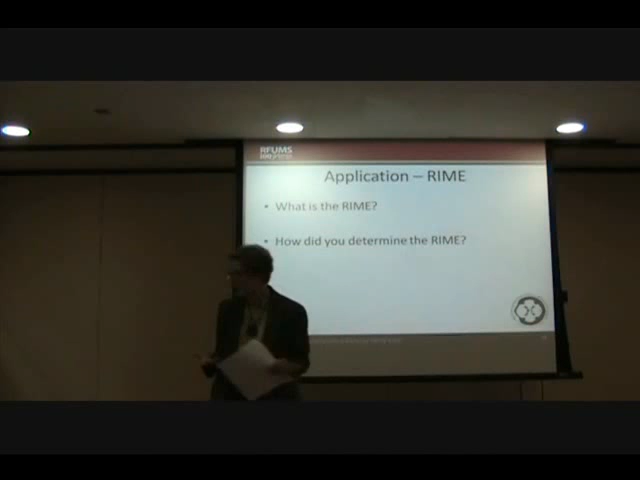 RFUMS
Application – RIME
• What is the RIME?
• How did you determine the RIME?